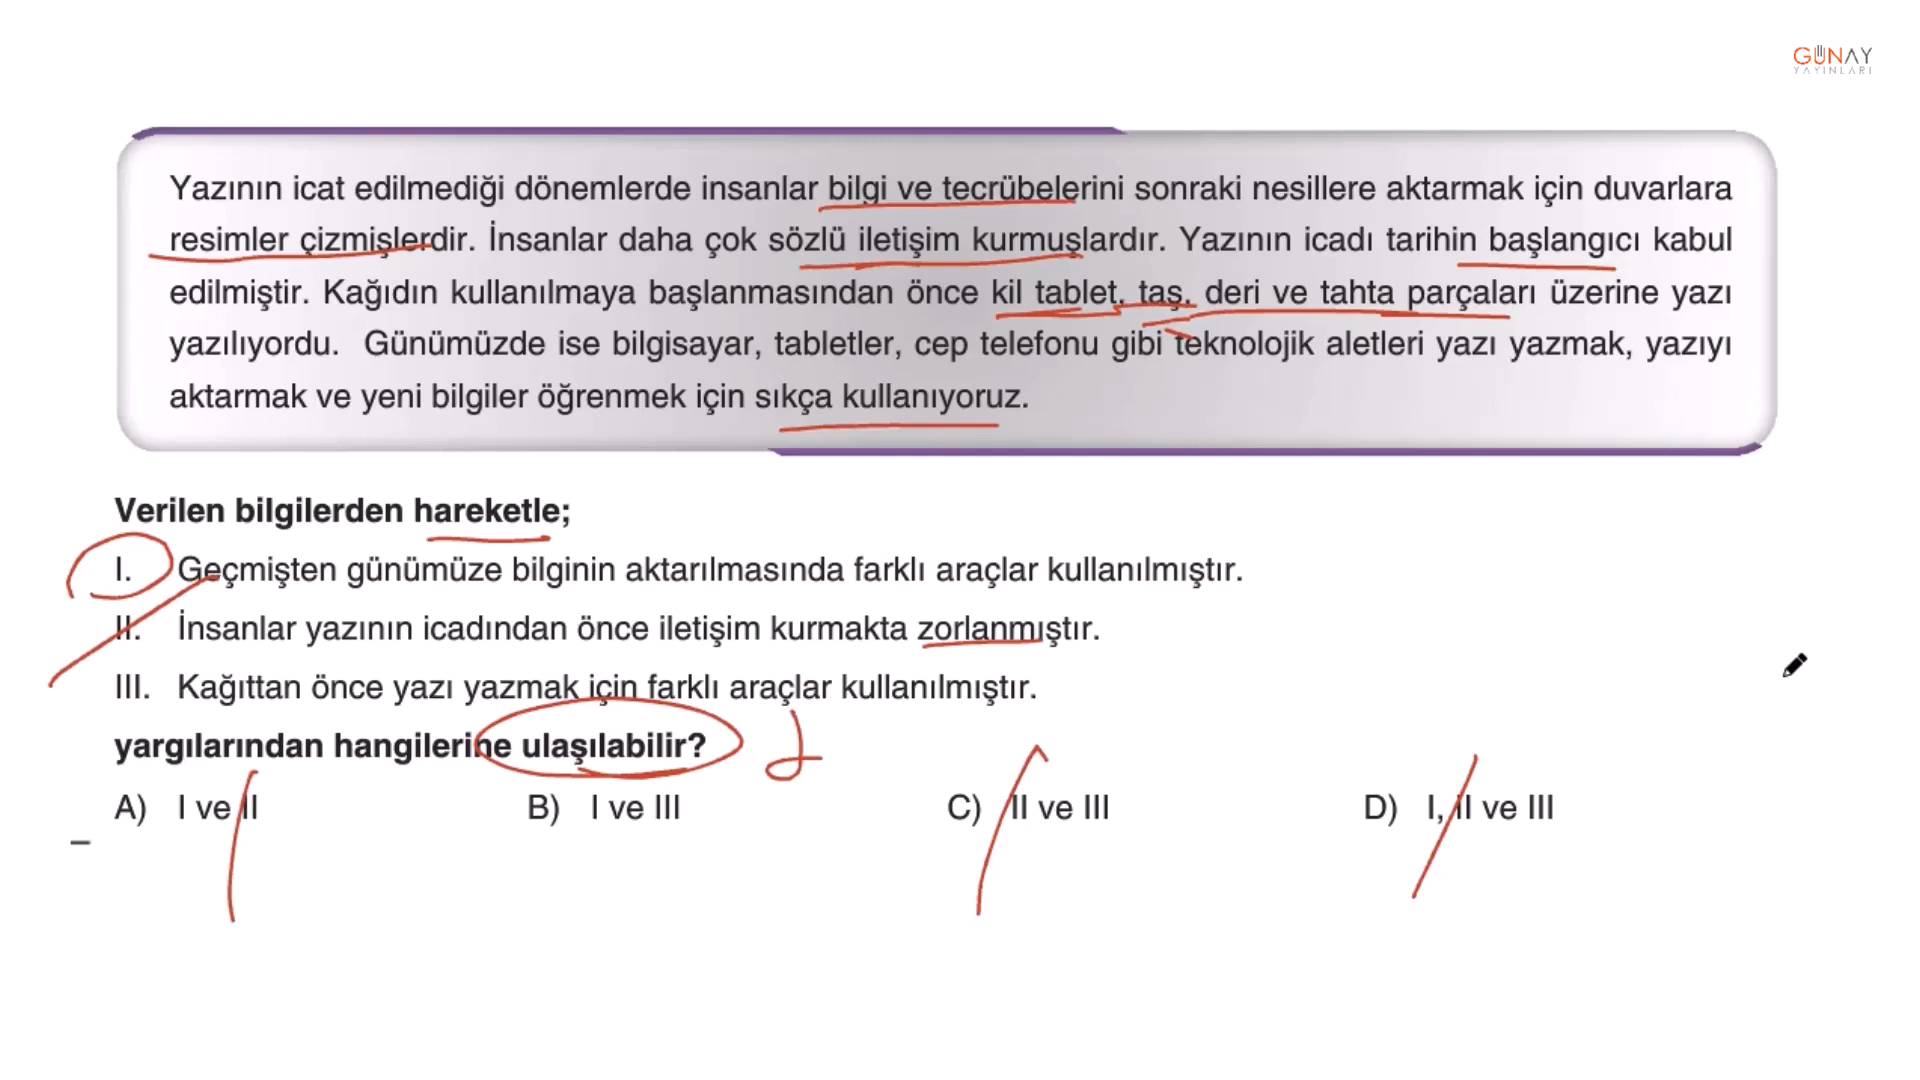 GÜNAY
YAYINLARI
Yazının icat edilmediği dönemlerde insanlar bilgi ve tecrübelerini sonraki nesillere aktarmak için duvarlara
resimler çizmişlerdir. İnsanlar daha çok sözlü iletişim kurmuşlardır. Yazının icadı tarihin başlangıcı kabul
edilmiştir. Kağıdın kullanılmaya başlanmasından önce kil tablet, taş, deri ve tahta parçaları üzerine yazı
yazılıyordu. Günümüzde ise bilgisayar, tabletler, cep telefonu gibi teknolojik aletleri yazı yazmak, yazıyı
aktarmak ve yeni bilgiler öğrenmek için sıkça kullanıyoruz.
Verilen bilgilerden hareketle;
I. Geçmişten günümüze bilginin aktarılmasında farklı araçlar kullanılmıştır.
II. İnsanlar yazının icadından önce iletişim kurmakta zorlanmıştır.
III. Kağıttan önce yazı yazmak için farklı araçlar kullanılmıştır.
yargılarından hangilerine ulaşılabilir?
A) I ve II B) I ve III C) II ve III D) I, II ve III